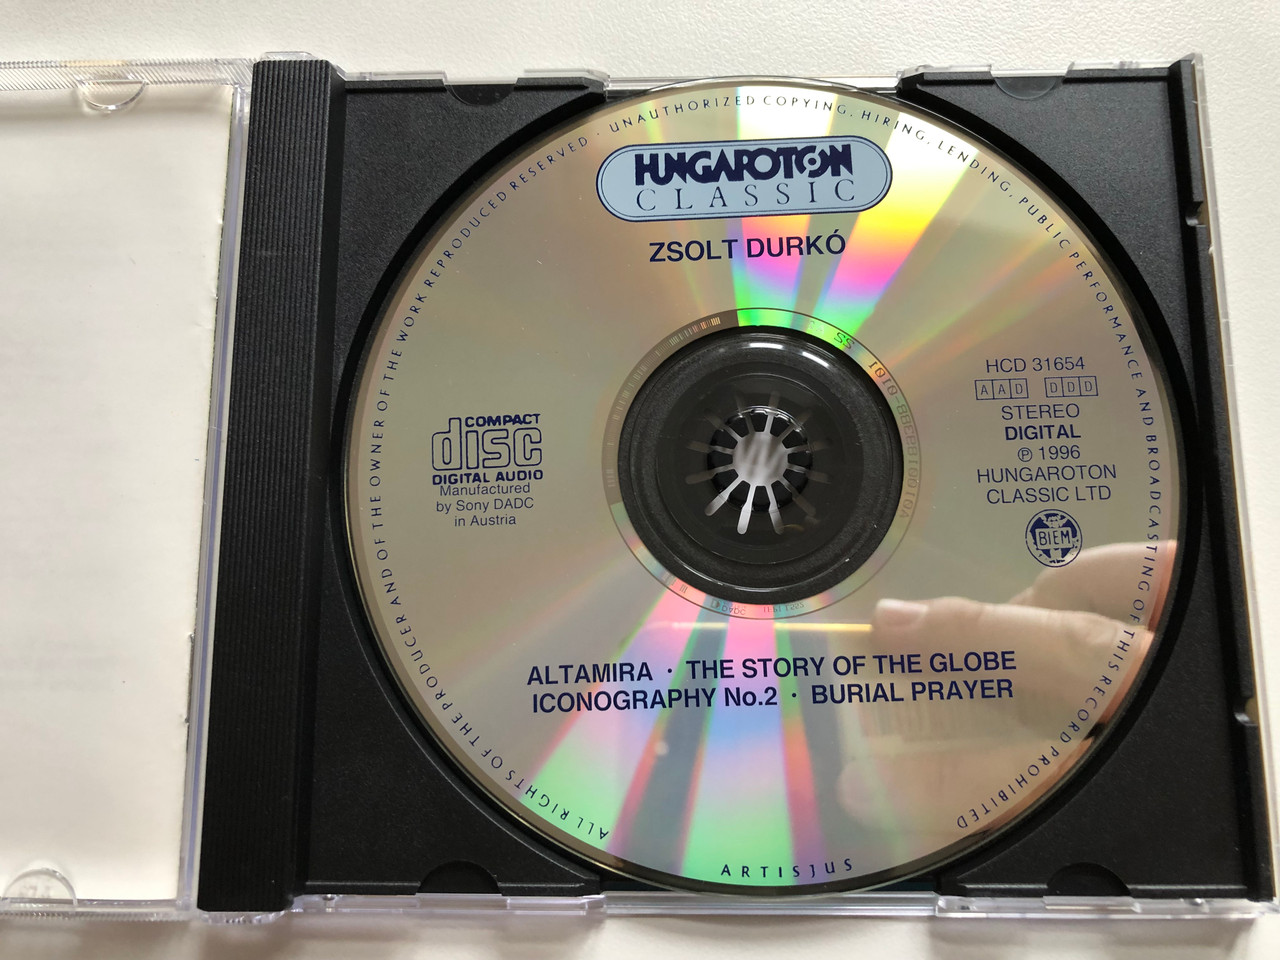 ALL RIGHTS OF THE PRODUCER AND OF THE OWNER OF THE WORK REPRODUCED RESERVED · UNAUTHORIZED COPYING, HIRING, LENDING, PUBLIC PERFORMANCE AND BROADCASTING OF THIS RECORD PROHIBITED
HUNGAROTON
CLASSIC
ZSOLT DURKÓ
HCD 31654
AAD DDD
STEREO
DIGITAL
℗ 1996
HUNGAROTON
CLASSIC LTD
BIEM
COMPACT
disc
DIGITAL AUDIO
Manufactured
by Sony DADC
in Austria
ALTAMIRA · THE STORY OF THE GLOBE
ICONOGRAPHY No.2 · BURIAL PRAYER
ARTISJUS